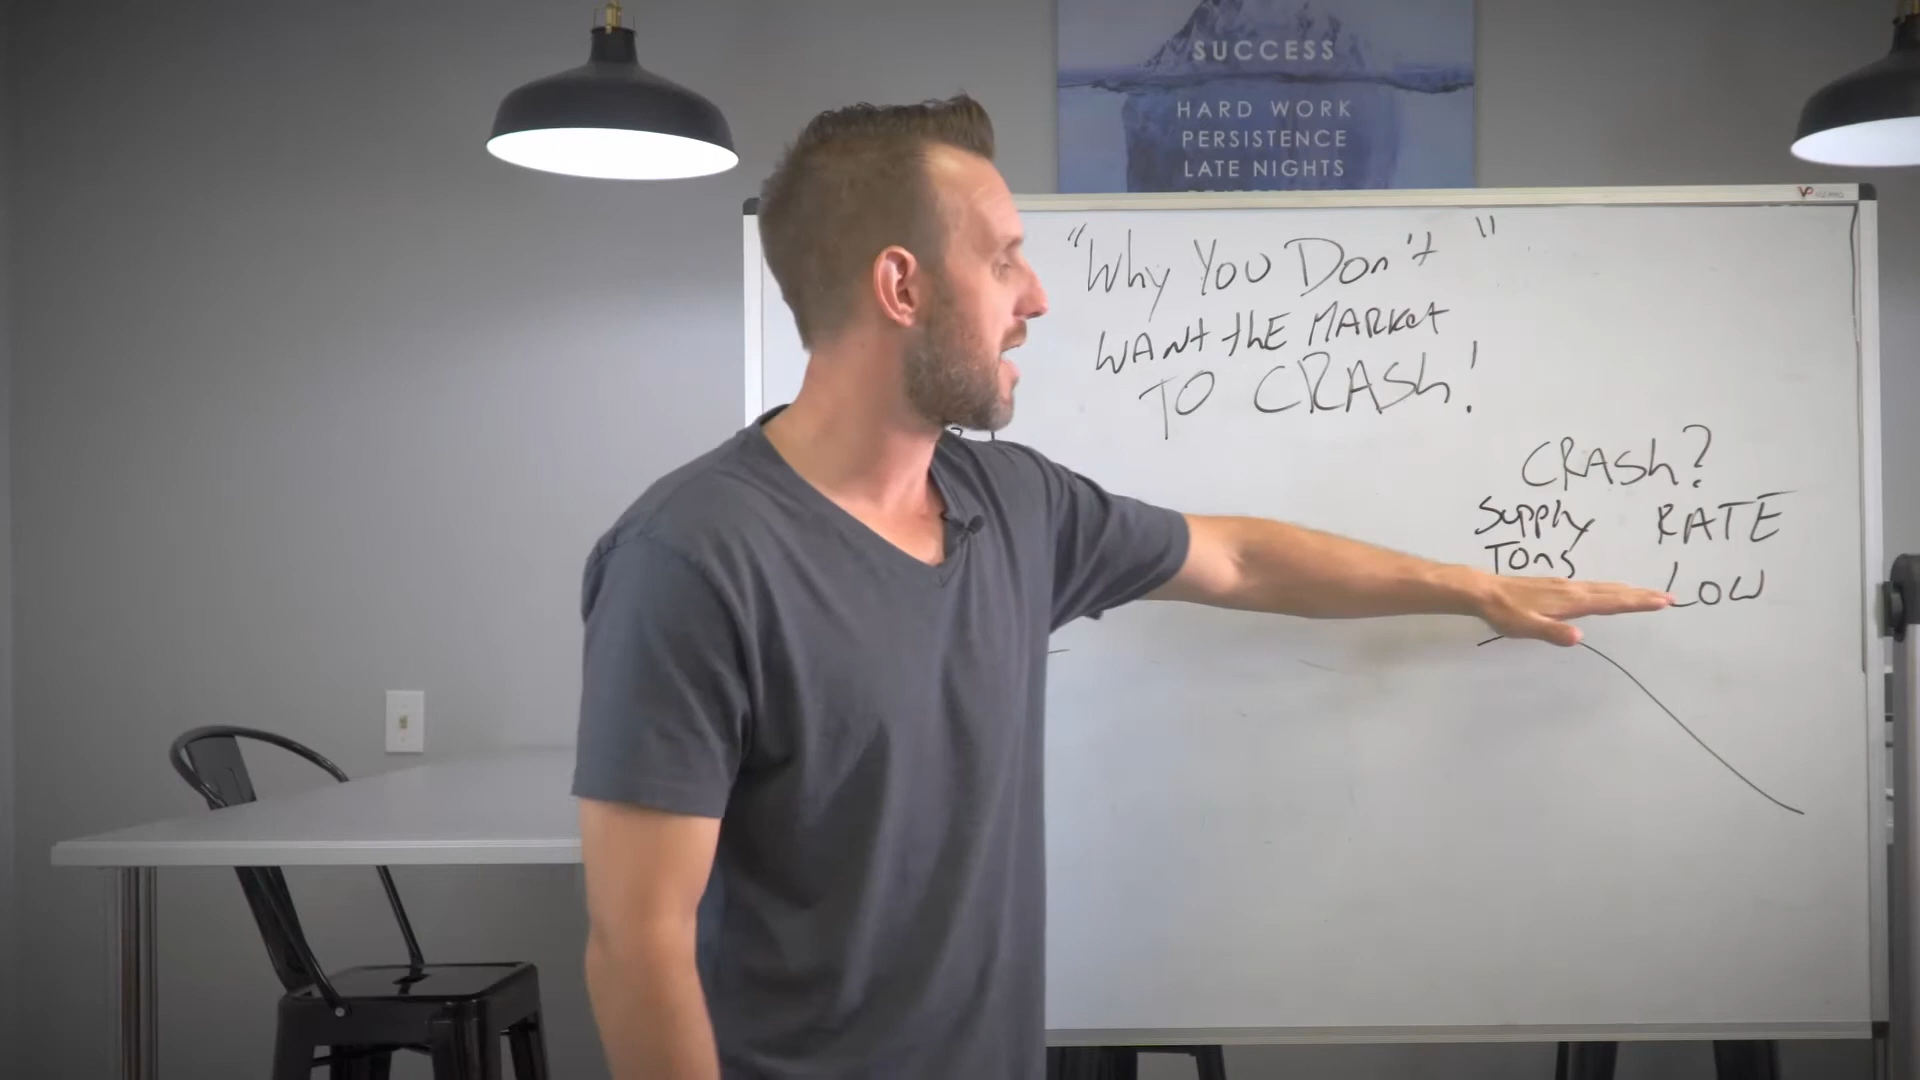 SUCCESS
HARD WORK
PERSISTENCE
LATE NIGHTS
"Why You Don't"
WANT thE MARKet
TO CRASh!
CRASh?
Supply RATE
Tons LOW